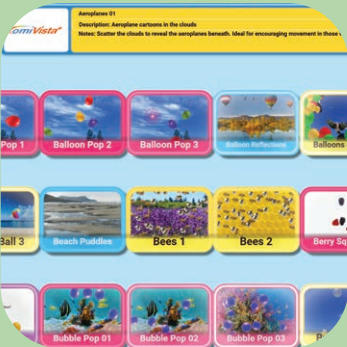 omiVista
Aeroplanes 01
Description: Aeroplane cartoons in the clouds
Notes: Scatter the clouds to reveal the aeroplanes beneath. Ideal for encouraging movement in those
Pop 1
Balloon Pop 2
Balloon Pop 3
Balloon Reflections
Balloons
Ball 3
Beach Puddles
Bees 1
Bees 2
Berry Sq
Bubble Pop 01
Bubble Pop 02
Bubble Pop 03